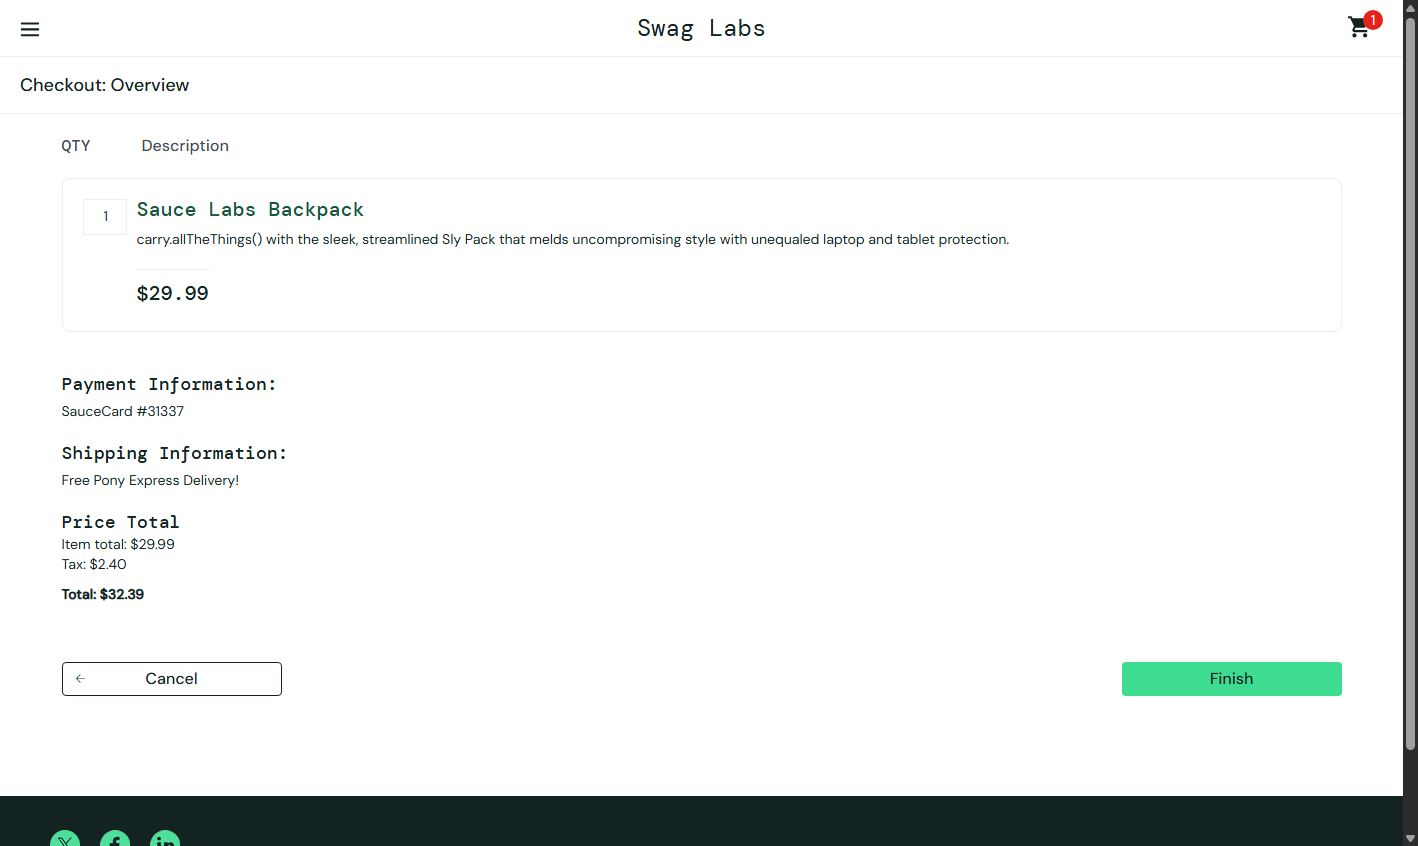 Swag Labs
1
Checkout: Overview
QTY
Description
1
Sauce Labs Backpack
carry.allTheThings() with the sleek, streamlined Sly Pack that melds uncompromising style with unequaled laptop and tablet protection.
$29.99
Payment Information:
SauceCard #31337
Shipping Information:
Free Pony Express Delivery!
Price Total
Item total: $29.99
Tax: $2.40
Total: $32.39
Cancel
Finish